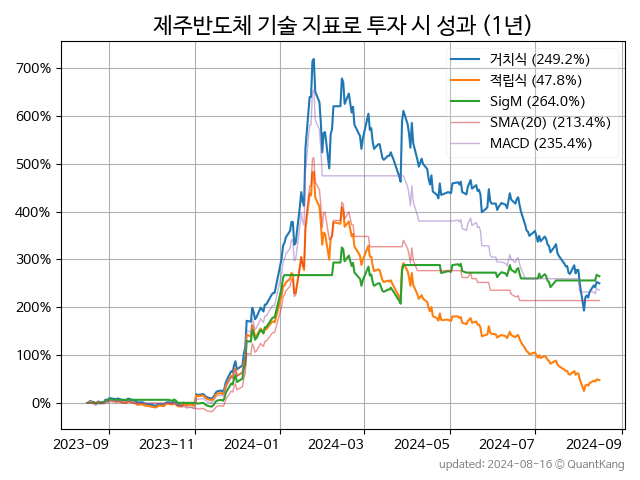 제주반도체 기술 지표로 투자 시 성과 (1년)
거치식 (249.2%)
적립식 (47.8%)
SigM (264.0%)
SMA(20) (213.4%)
MACD (235.4%)
700%
600%
500%
400%
300%
200%
100%
0%
2023-09 2023-11 2024-01 2024-03 2024-05 2024-07 2024-09
updated: 2024-08-16 © QuantKang